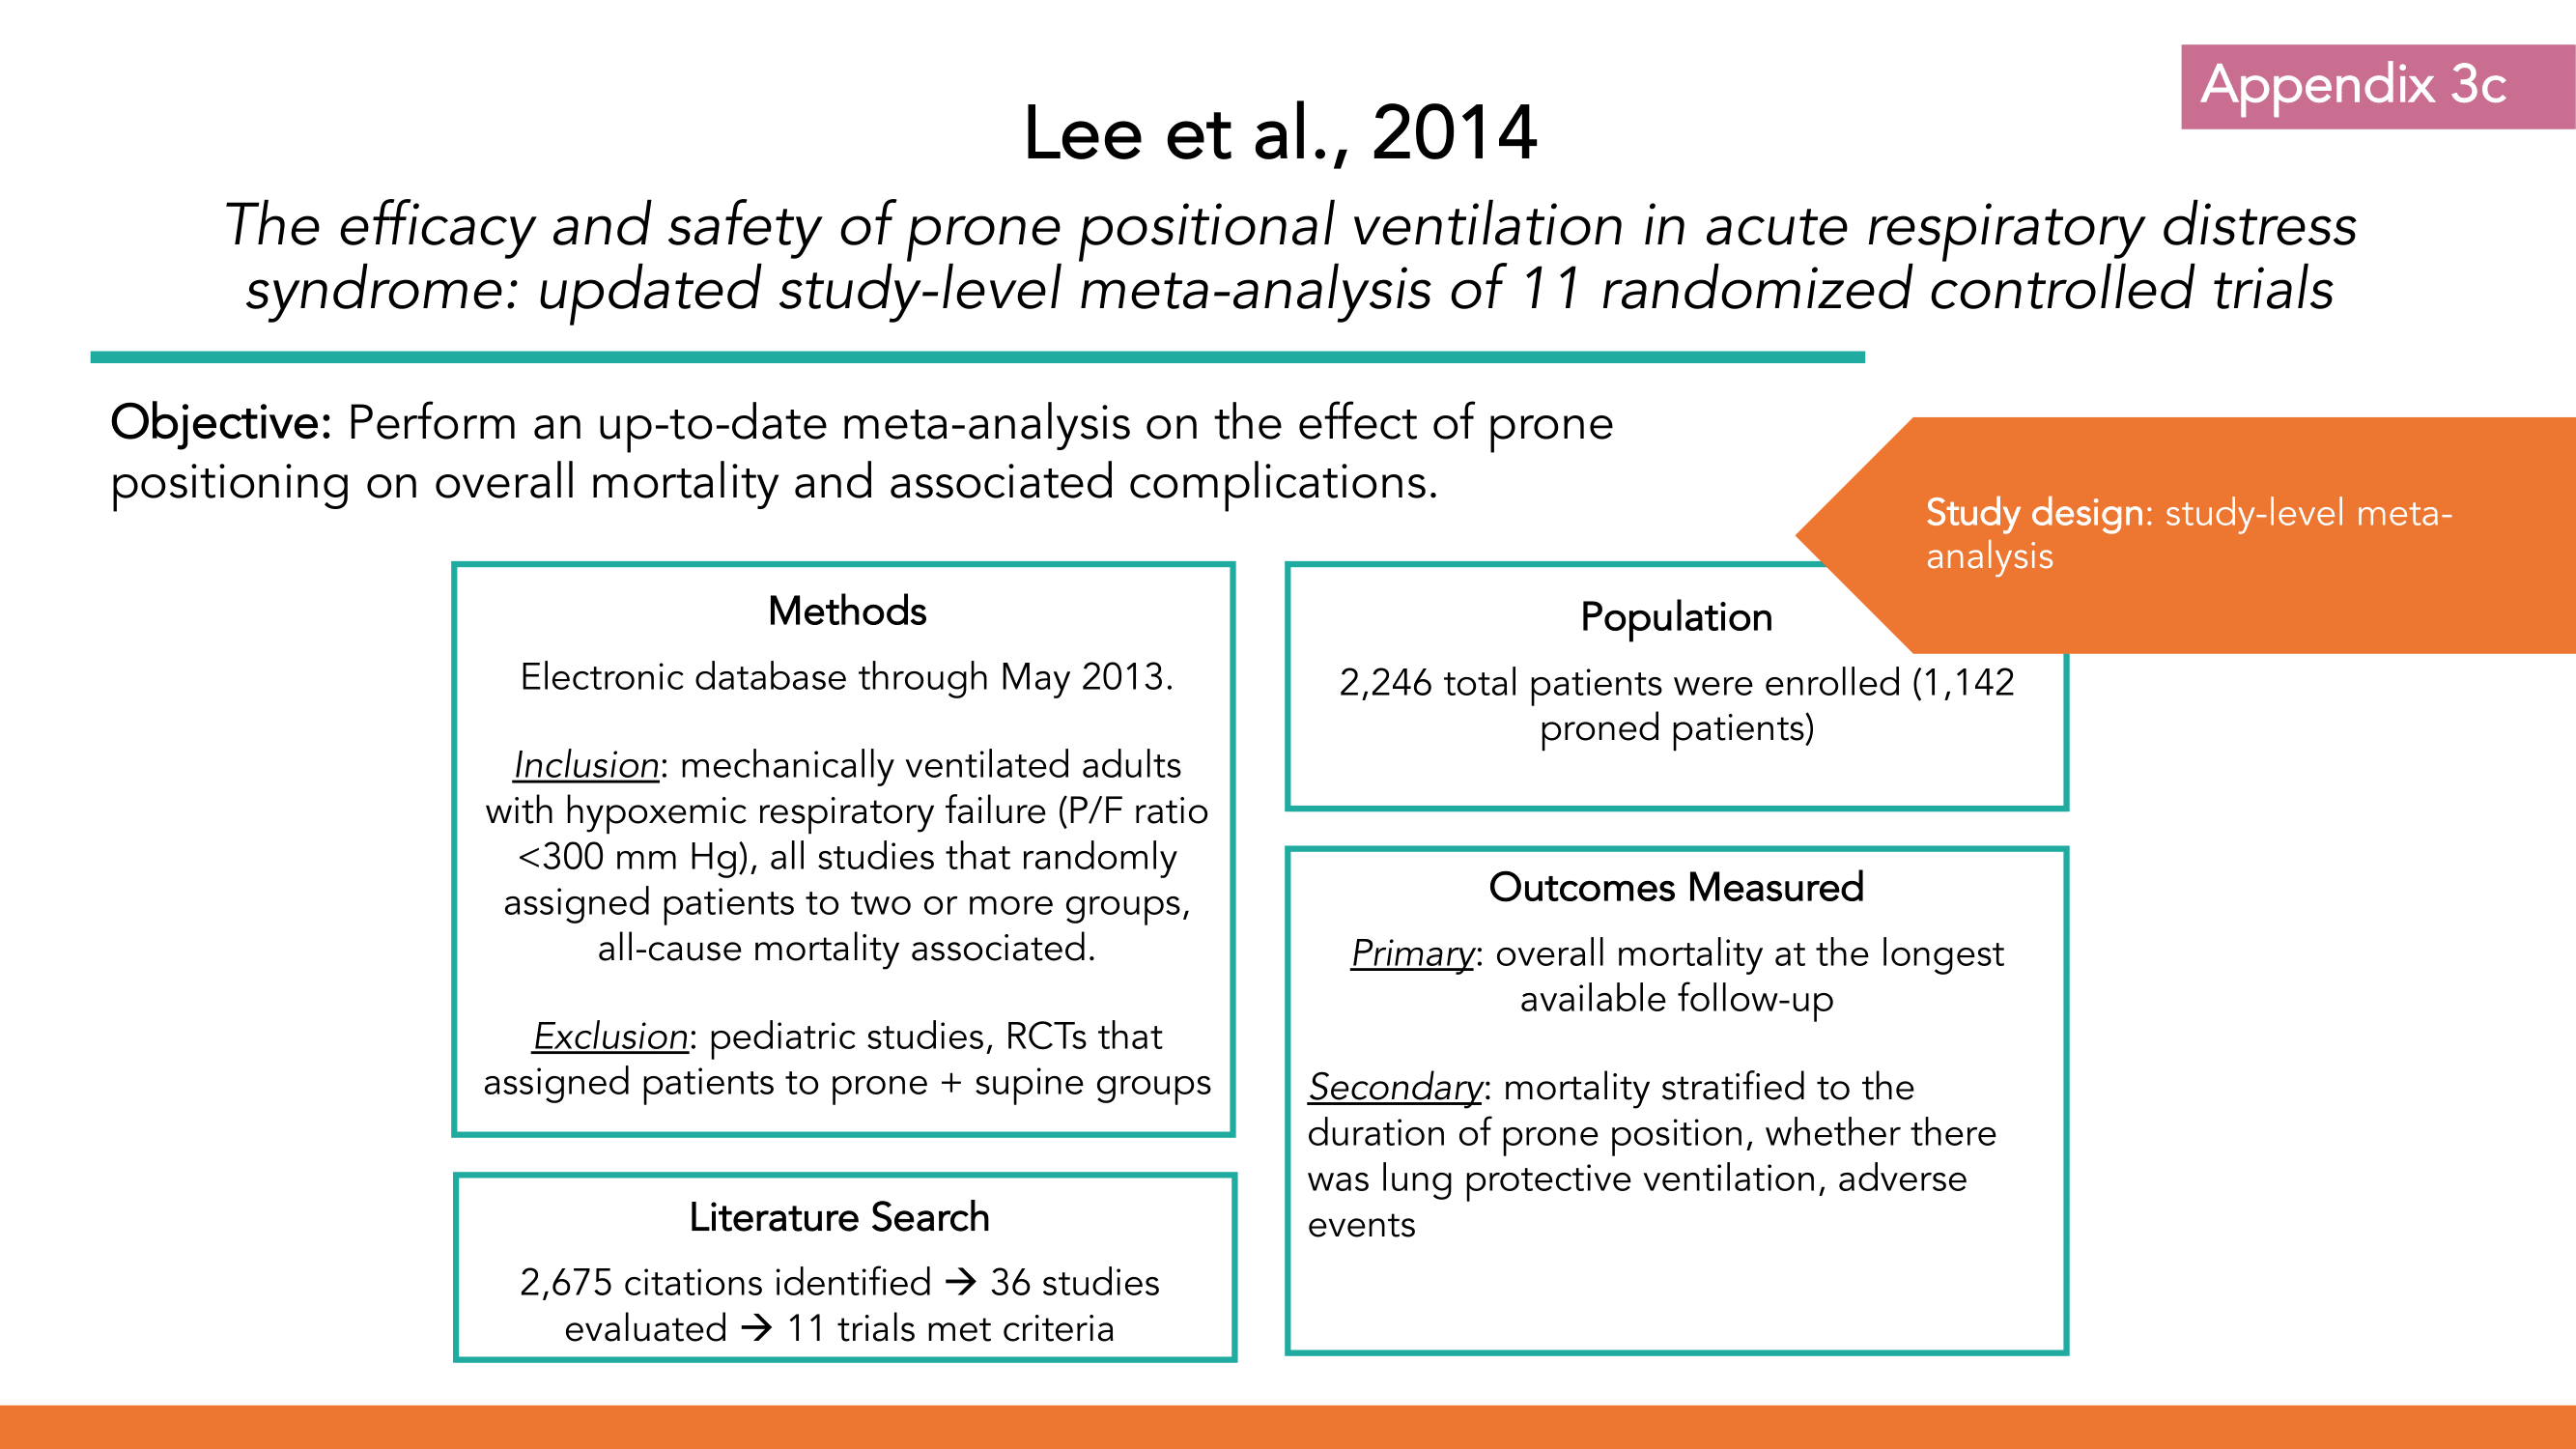 Appendix 3c
Lee et al., 2014
The efficacy and safety of prone positional ventilation in acute respiratory distress
syndrome: updated study-level meta-analysis of 11 randomized controlled trials
Objective: Perform an up-to-date meta-analysis on the effect of prone
positioning on overall mortality and associated complications.
Study design: study-level meta-
analysis
Methods
Electronic database through May 2013.
Inclusion: mechanically ventilated adults
with hypoxemic respiratory failure (P/F ratio
<300 mm Hg), all studies that randomly
assigned patients to two or more groups,
all-cause mortality associated.
Exclusion: pediatric studies, RCTs that
assigned patients to prone + supine groups
Literature Search
2,675 citations identified → 36 studies
evaluated → 11 trials met criteria
Population
2,246 total patients were enrolled (1,142
proned patients)
Outcomes Measured
Primary: overall mortality at the longest
available follow-up
Secondary: mortality stratified to the
duration of prone position, whether there
was lung protective ventilation, adverse
events